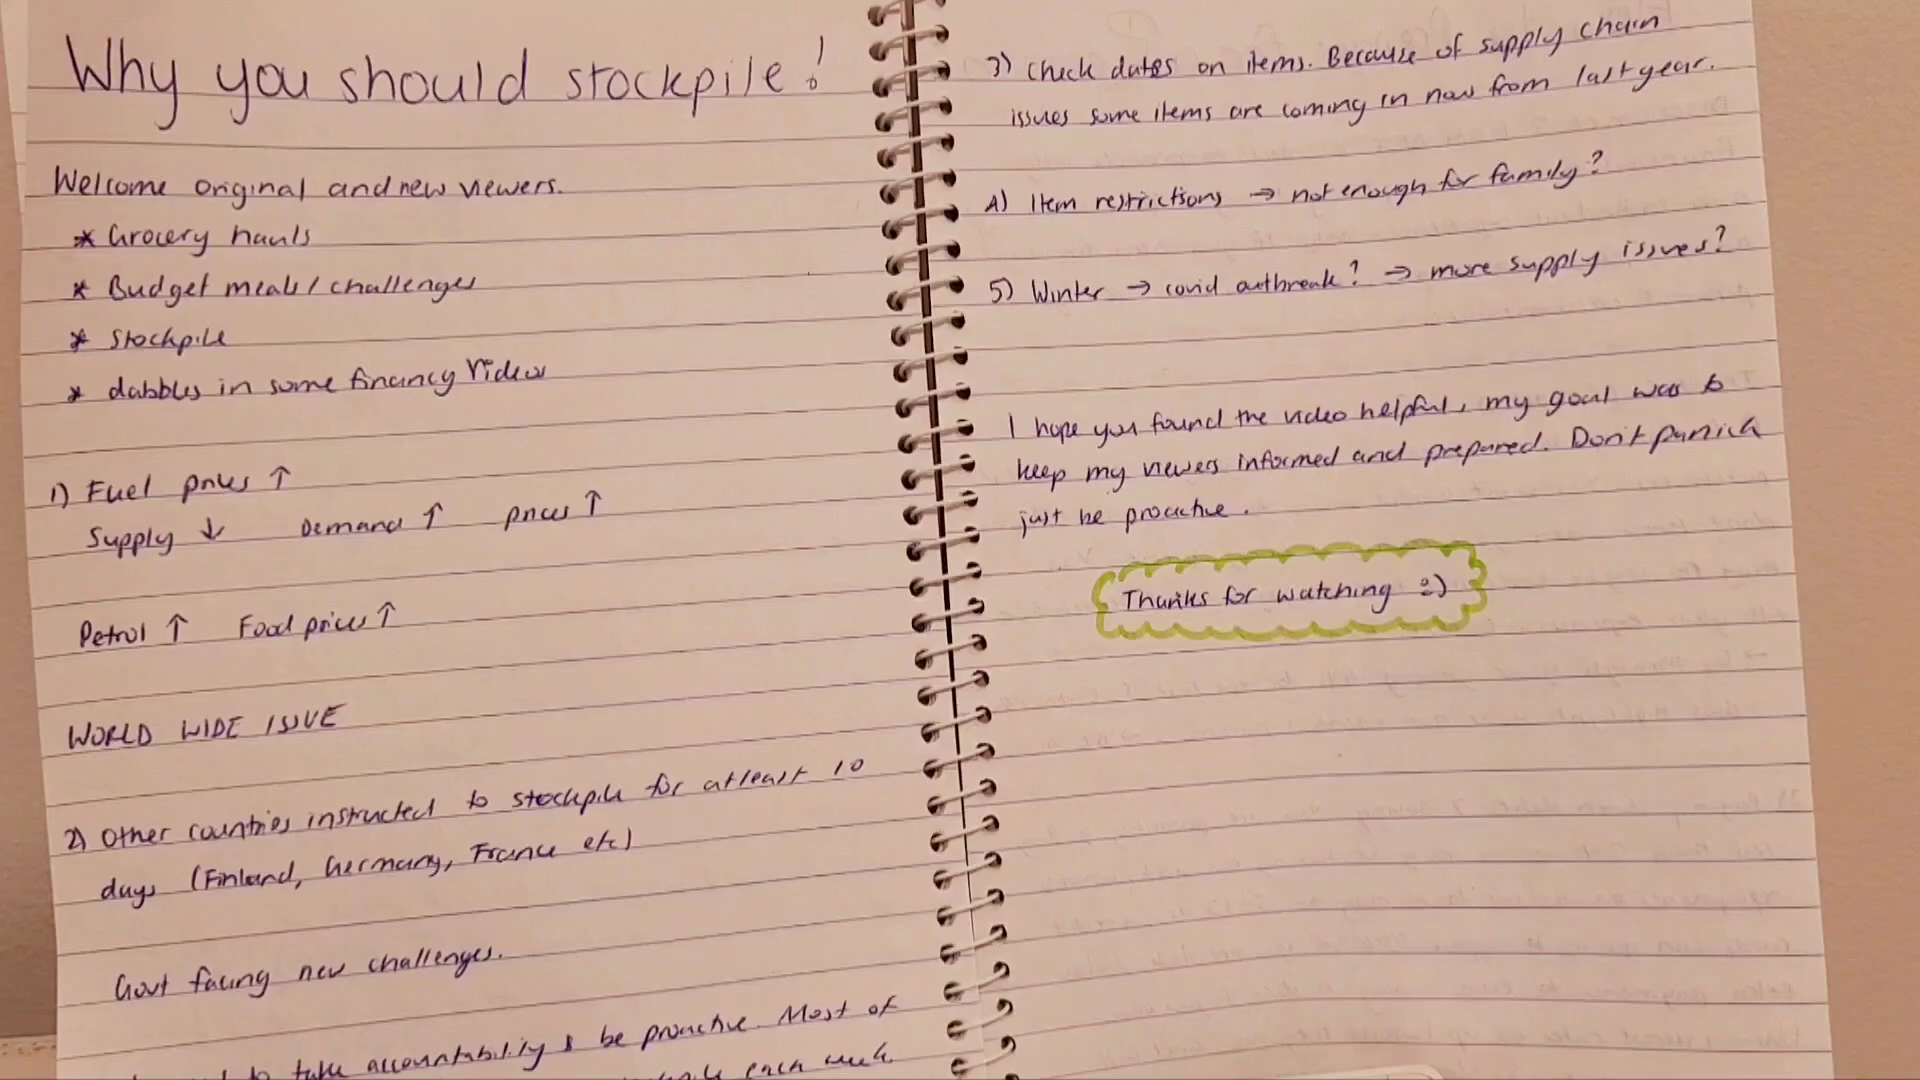 Why you should stockpile!
Welcome original and new viewers.
* Grocery hauls
* Budget meals / challenges
* Stockpile
* dabbles in some financy videos
1) Fuel prices ↑
Supply ↓ Demand ↑ prices ↑
Petrol ↑ Food prices ↑
WORLD WIDE ISSUE
2) Other countries instructed to stockpile for atleast 10
days (Finland, Germany, France etc)
Govt facing new challenges.
to take accountability & be proactive. Most of
each week.
3) Check dates on items. Because of supply chain
issues some items are coming in now from last year.
4) Item restrictions → not enough for family?
5) Winter → covid outbreak? → more supply issues?
I hope you found the video helpful, my goal was to
keep my viewers informed and prepared. Don't panick
just be proactive.
Thanks for watching :)